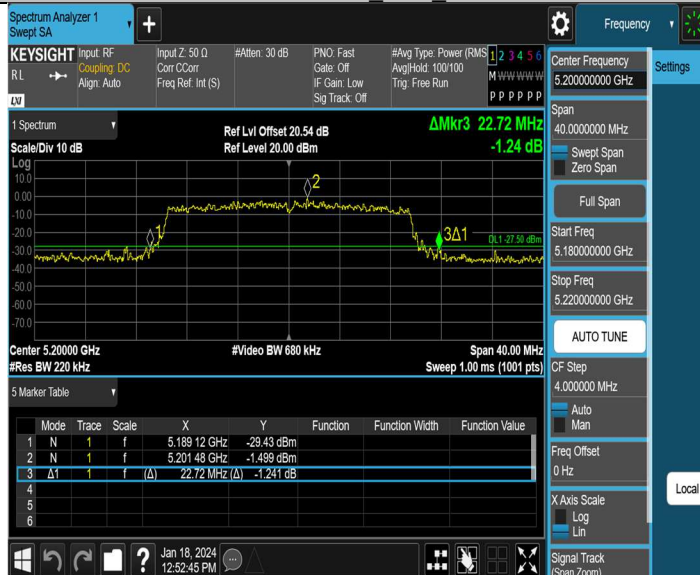 Spectrum Analyzer 1
Swept SA
+
Frequency
KEYSIGHT
Input: RF
Coupling: DC
Align: Auto
Input Z: 50 Ω
Corr CCorr
Freq Ref: Int (S)
#Atten: 30 dB
PNO: Fast
Gate: Off
IF Gain: Low
Sig Track: Off
#Avg Type: Power (RMS
Avg|Hold: 100/100
Trig: Free Run
1 2 3 4 5 6
M W W W W W
P P P P P P
R L
LXI
1 Spectrum
Scale/Div 10 dB
Ref Lvl Offset 20.54 dB
Ref Level 20.00 dBm
ΔMkr3 22.72 MHz
-1.24 dB
Log
10.0
0.00
-10.0
-20.0
-30.0
-40.0
-50.0
-60.0
-70.0
1
2
3Δ1
DL1 -27.50 dBm
Center 5.20000 GHz
#Res BW 220 kHz
#Video BW 680 kHz
Span 40.00 MHz
Sweep 1.00 ms (1001 pts)
5 Marker Table
Mode Trace Scale X Y Function Function Width Function Value
1 N 1 f 5.189 12 GHz -29.43 dBm
2 N 1 f 5.201 48 GHz -1.499 dBm
3 Δ1 1 f (Δ) 22.72 MHz (Δ) -1.241 dB
4
5
6
?
Jan 18, 2024
12:52:45 PM
Center Frequency
5.200000000 GHz
Span
40.0000000 MHz
Swept Span
Zero Span
Full Span
Start Freq
5.180000000 GHz
Stop Freq
5.220000000 GHz
AUTO TUNE
CF Step
4.000000 MHz
Auto
Man
Freq Offset
0 Hz
X Axis Scale
Log
Lin
Signal Track
(Span Zoom)
Settings
Local